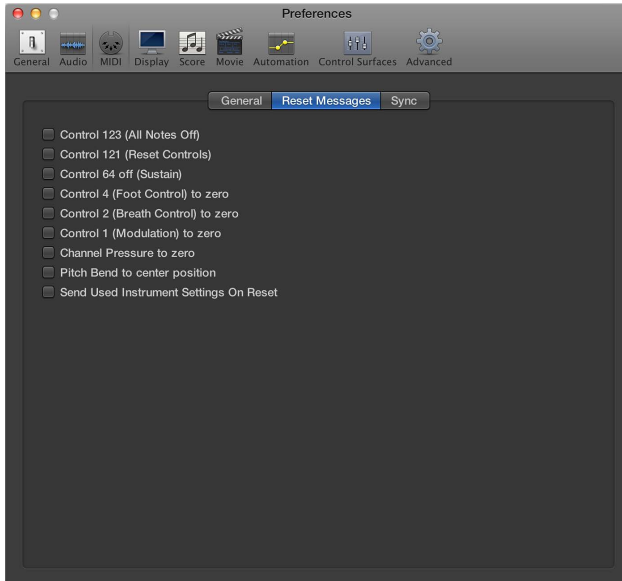 Preferences
General Audio MIDI Display Score Movie Automation Control Surfaces Advanced
General Reset Messages Sync
Control 123 (All Notes Off)
Control 121 (Reset Controls)
Control 64 off (Sustain)
Control 4 (Foot Control) to zero
Control 2 (Breath Control) to zero
Control 1 (Modulation) to zero
Channel Pressure to zero
Pitch Bend to center position
Send Used Instrument Settings On Reset